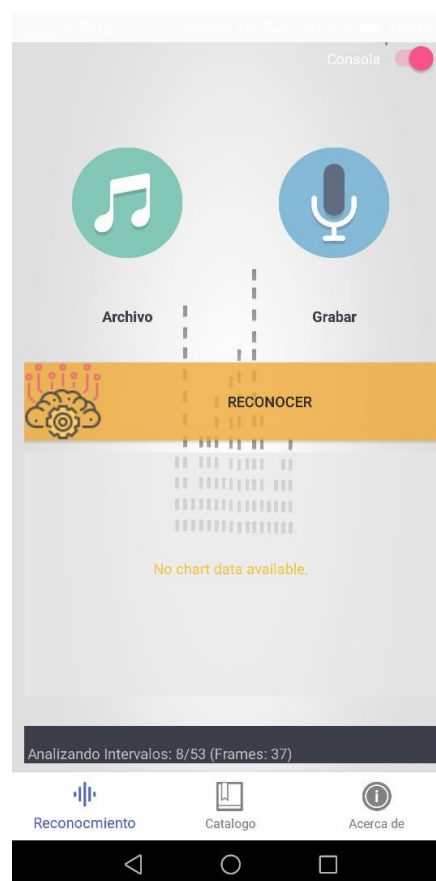 Consola
Archivo
Grabar
RECONOCER
No chart data available.
Analizando Intervalos: 8/53 (Frames: 37)
Reconocmiento
Catalogo
Acerca de